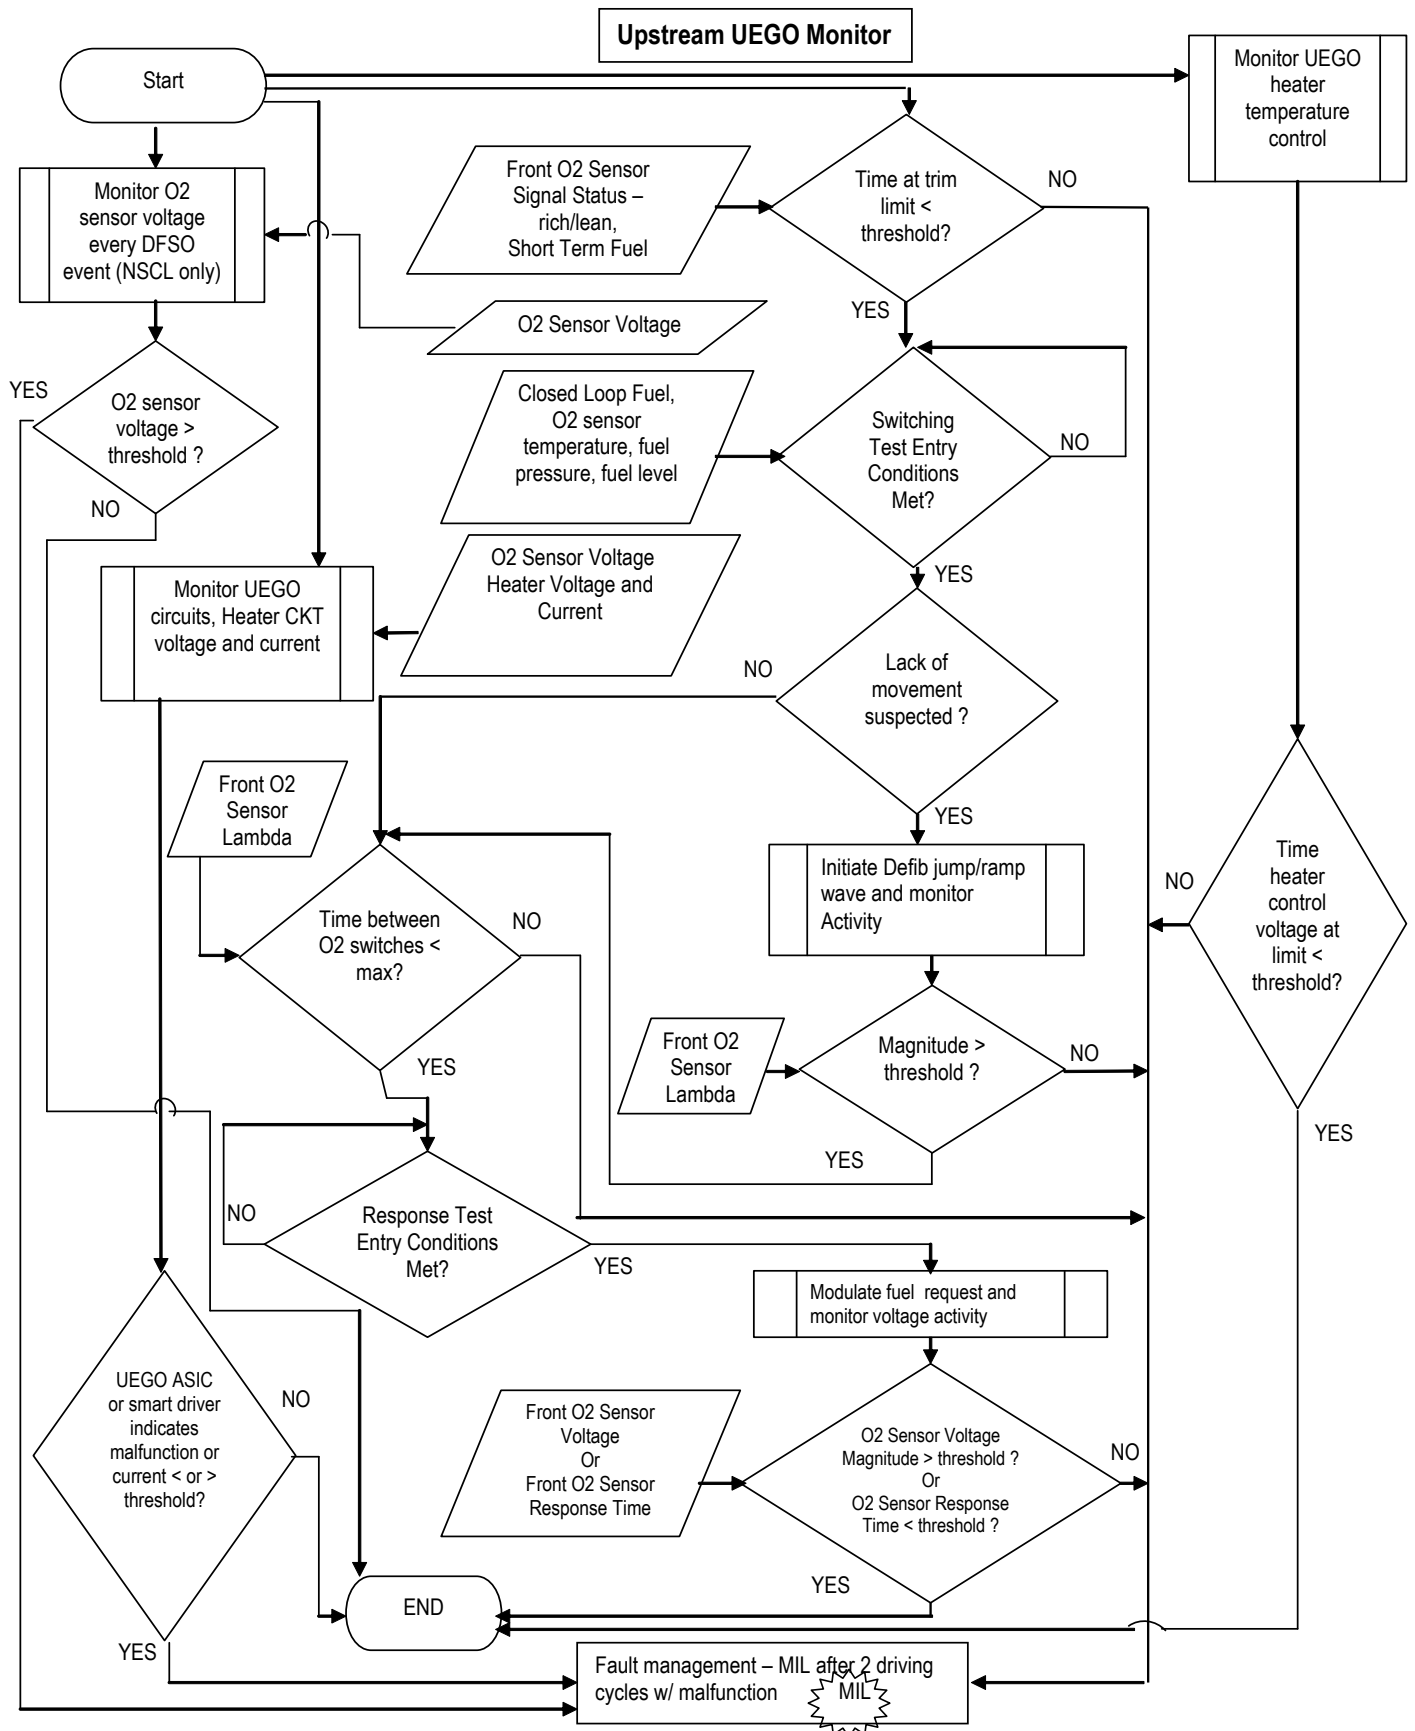 Upstream UEGO Monitor
Start
Monitor UEGO
heater
temperature
control
Monitor O2
sensor voltage
every DFSO
event (NSCL only)
Front O2 Sensor
Signal Status –
rich/lean,
Short Term Fuel
Time at trim
limit <
threshold?
NO
YES
O2 Sensor Voltage
YES
O2 sensor
voltage >
threshold ?
NO
Closed Loop Fuel,
O2 sensor
temperature, fuel
pressure, fuel level
Switching
Test Entry
Conditions
Met?
NO
YES
O2 Sensor Voltage
Heater Voltage and
Current
Monitor UEGO
circuits, Heater CKT
voltage and current
NO
Lack of
movement
suspected ?
YES
Front O2
Sensor
Lambda
Initiate Defib jump/ramp
wave and monitor
Activity
Time
heater
control
voltage at
limit <
threshold?
NO
YES
Time between
O2 switches <
max?
NO
YES
Front O2
Sensor
Lambda
Magnitude >
threshold ?
NO
YES
NO
Response Test
Entry Conditions
Met?
YES
Modulate fuel request and
monitor voltage activity
UEGO ASIC
or smart driver
indicates
malfunction or
current < or >
threshold?
NO
YES
Front O2 Sensor
Voltage
Or
Front O2 Sensor
Response Time
O2 Sensor Voltage
Magnitude > threshold ?
Or
O2 Sensor Response
Time < threshold ?
NO
YES
END
Fault management – MIL after 2 driving
cycles w/ malfunction
MIL